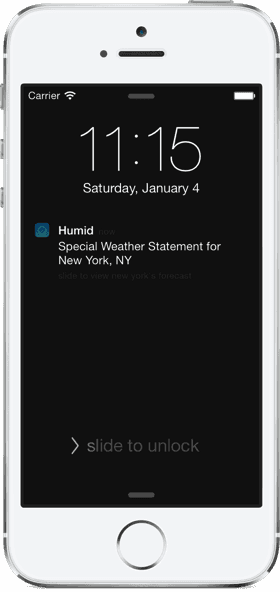 Carrier
11:15
Saturday, January 4
Humid now
Special Weather Statement for
New York, NY
slide to view new york's forecast
slide to unlock